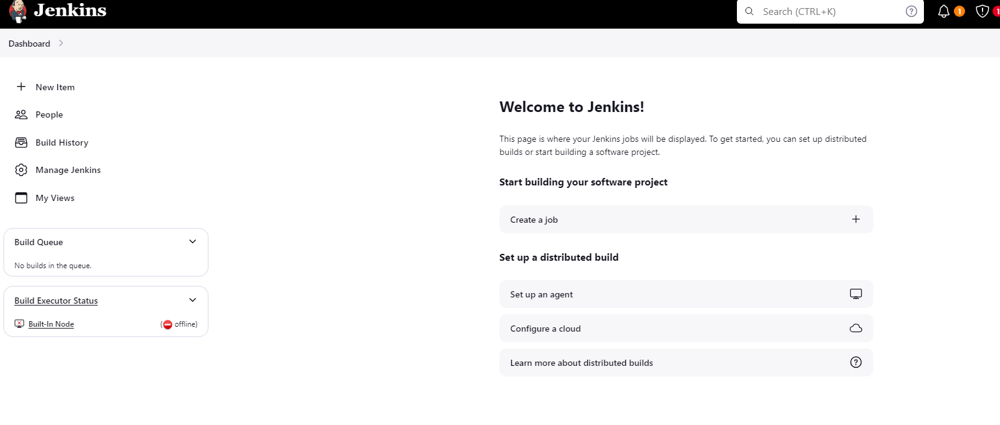 Jenkins
Search (CTRL+K)
?
1
1
Dashboard
New Item
People
Build History
Manage Jenkins
My Views
Build Queue
No builds in the queue.
Build Executor Status
Built-In Node
(offline)
Welcome to Jenkins!
This page is where your Jenkins jobs will be displayed. To get started, you can set up distributed
builds or start building a software project.
Start building your software project
Create a job
Set up a distributed build
Set up an agent
Configure a cloud
Learn more about distributed builds
?